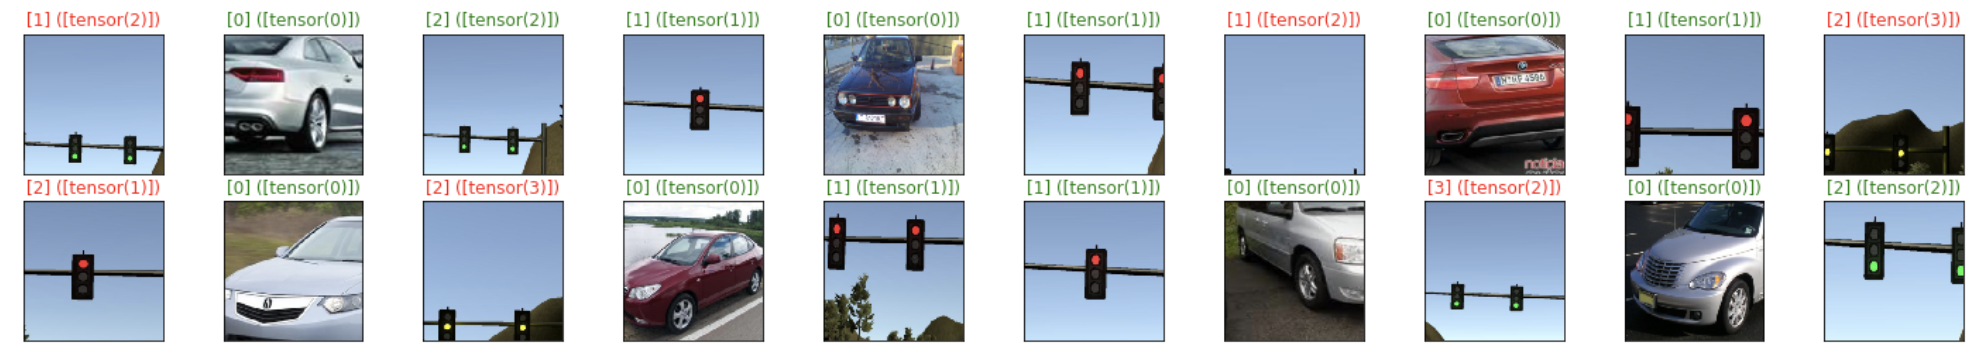 [1] ([tensor(2)]) [0] ([tensor(0)]) [2] ([tensor(2)]) [1] ([tensor(1)]) [0] ([tensor(0)]) [1] ([tensor(1)]) [1] ([tensor(2)]) [0] ([tensor(0)]) [1] ([tensor(1)]) [2] ([tensor(3)])
[2] ([tensor(1)]) [0] ([tensor(0)]) [2] ([tensor(3)]) [0] ([tensor(0)]) [1] ([tensor(1)]) [1] ([tensor(1)]) [0] ([tensor(0)]) [3] ([tensor(2)]) [0] ([tensor(0)]) [2] ([tensor(2)])